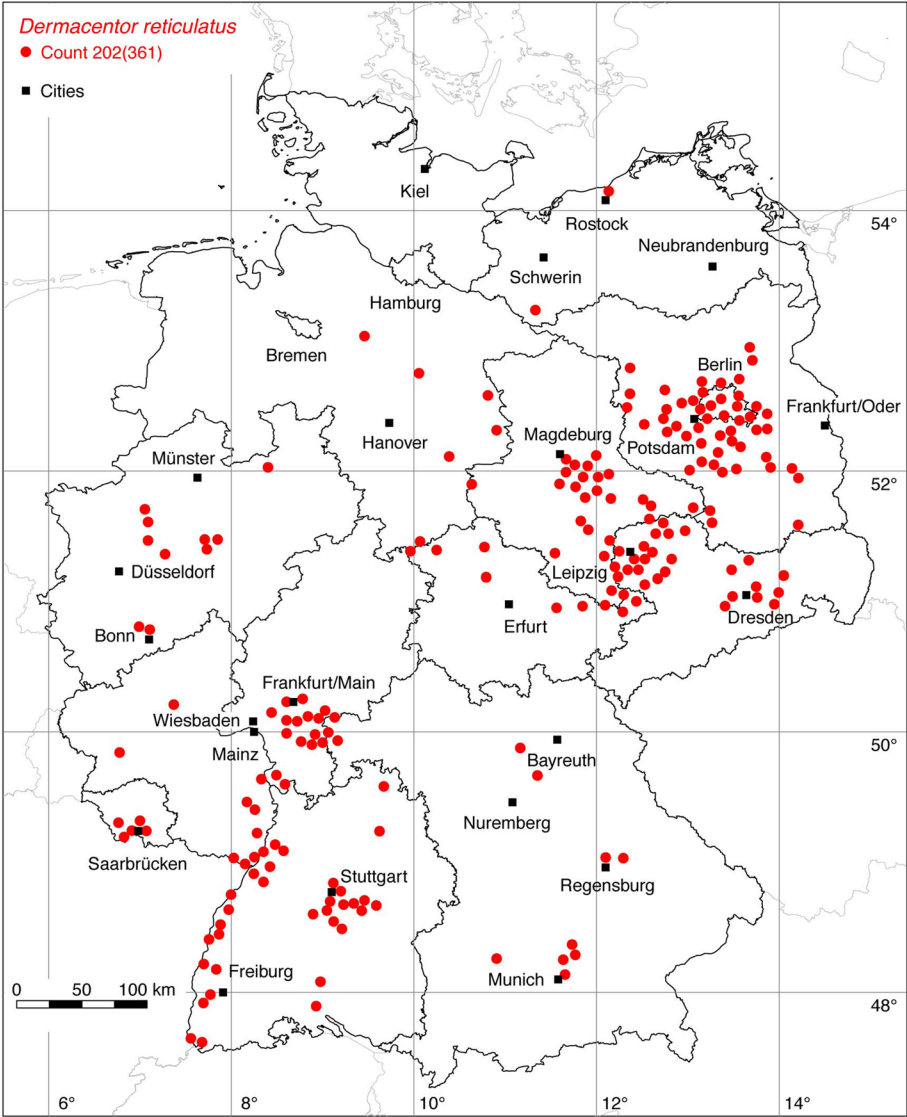 Dermacentor reticulatus
Count 202(361)
Cities
Kiel
Rostock
54°
Neubrandenburg
Schwerin
Hamburg
Bremen
Berlin
Frankfurt/Oder
Hanover
Magdeburg
Potsdam
Münster
52°
Düsseldorf
Leipzig
Bonn
Erfurt
Dresden
Frankfurt/Main
Wiesbaden
50°
Mainz
Bayreuth
Nuremberg
Saarbrücken
Stuttgart
Regensburg
Freiburg
Munich
0 50 100 km
48°
6° 8° 10° 12° 14°